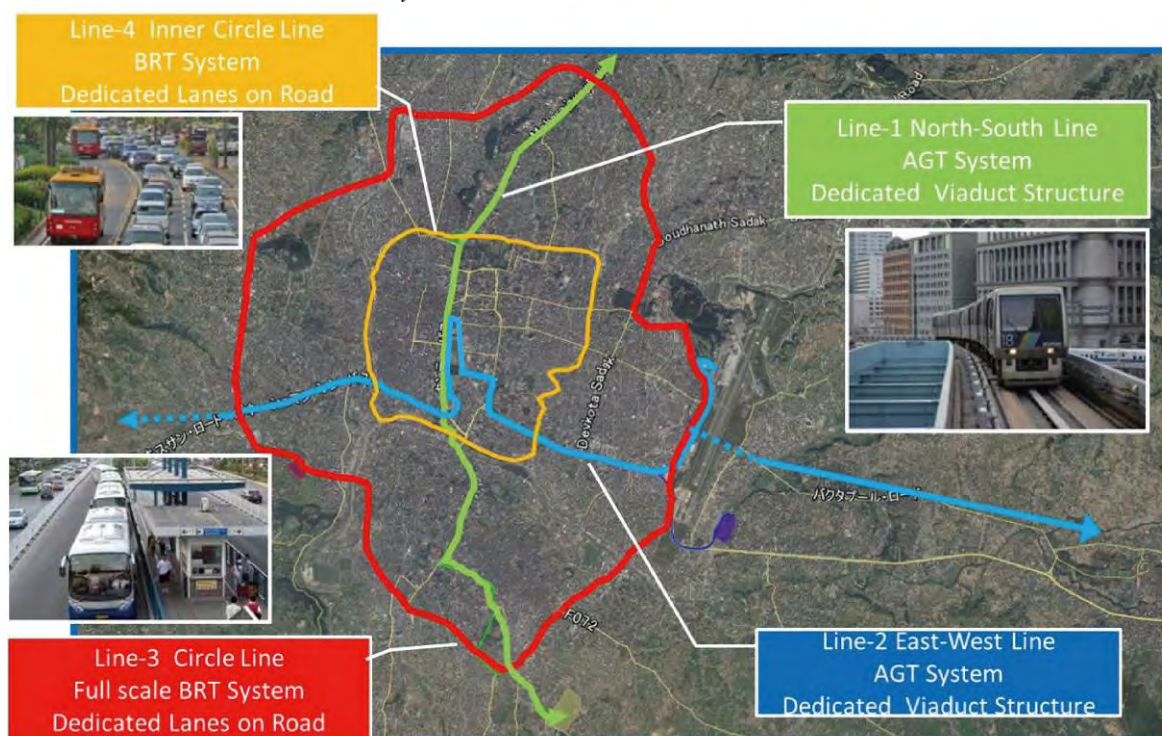 Line-4 Inner Circle Line
BRT System
Dedicated Lanes on Road
Line-1 North-South Line
AGT System
Dedicated Viaduct Structure
Boudhanath Sadak
Devkota Sadak
バクタプール・ロード
F072
18
Line-3 Circle Line
Full scale BRT System
Dedicated Lanes on Road
Line-2 East-West Line
AGT System
Dedicated Viaduct Structure